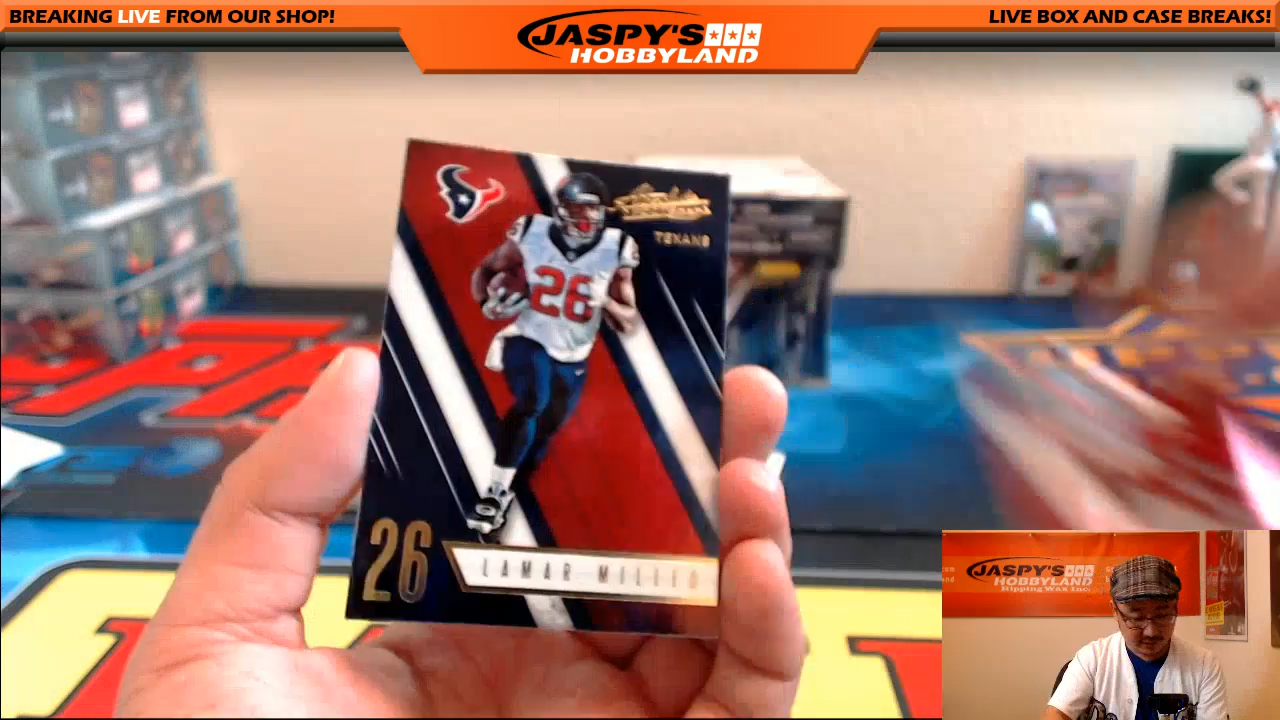 BREAKING LIVE FROM OUR SHOP!
JASPY'S
HOBBYLAND
LIVE BOX AND CASE BREAKS!
TEXANS
26
26
LAMAR MILLER
JASPY'S
HOBBYLAND
Ripping Wax Inc.